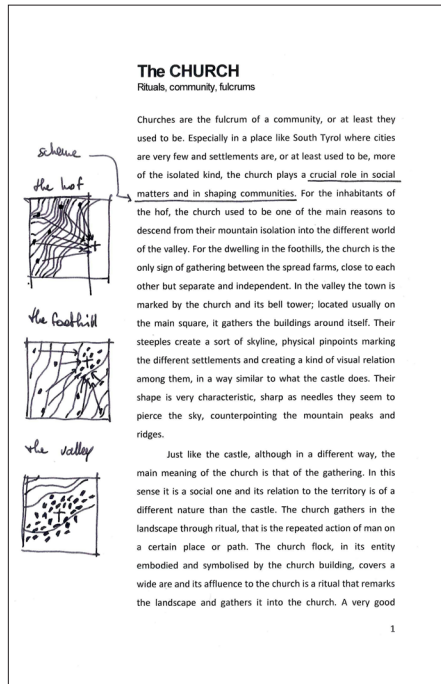 The CHURCH
Rituals, community, fulcrums
Churches are the fulcrum of a community, or at least they
used to be. Especially in a place like South Tyrol where cities
are very few and settlements are, or at least used to be, more
of the isolated kind, the church plays a crucial role in social
matters and in shaping communities. For the inhabitants of
the hof, the church used to be one of the main reasons to
descend from their mountain isolation into the different world
of the valley. For the dwelling in the foothills, the church is the
only sign of gathering between the spread farms, close to each
other but separate and independent. In the valley the town is
marked by the church and its bell tower; located usually on
the main square, it gathers the buildings around itself. Their
steeples create a sort of skyline, physical pinpoints marking
the different settlements and creating a kind of visual relation
among them, in a way similar to what the castle does. Their
shape is very characteristic, sharp as needles they seem to
pierce the sky, counterpointing the mountain peaks and
ridges.
Just like the castle, although in a different way, the
main meaning of the church is that of the gathering. In this
sense it is a social one and its relation to the territory is of a
different nature than the castle. The church gathers in the
landscape through ritual, that is the repeated action of man on
a certain place or path. The church flock, in its entity
embodied and symbolised by the church building, covers a
wide are and its affluence to the church is a ritual that remarks
the landscape and gathers it into the church. A very good
scheme
the hof
the foothill
the valley
1